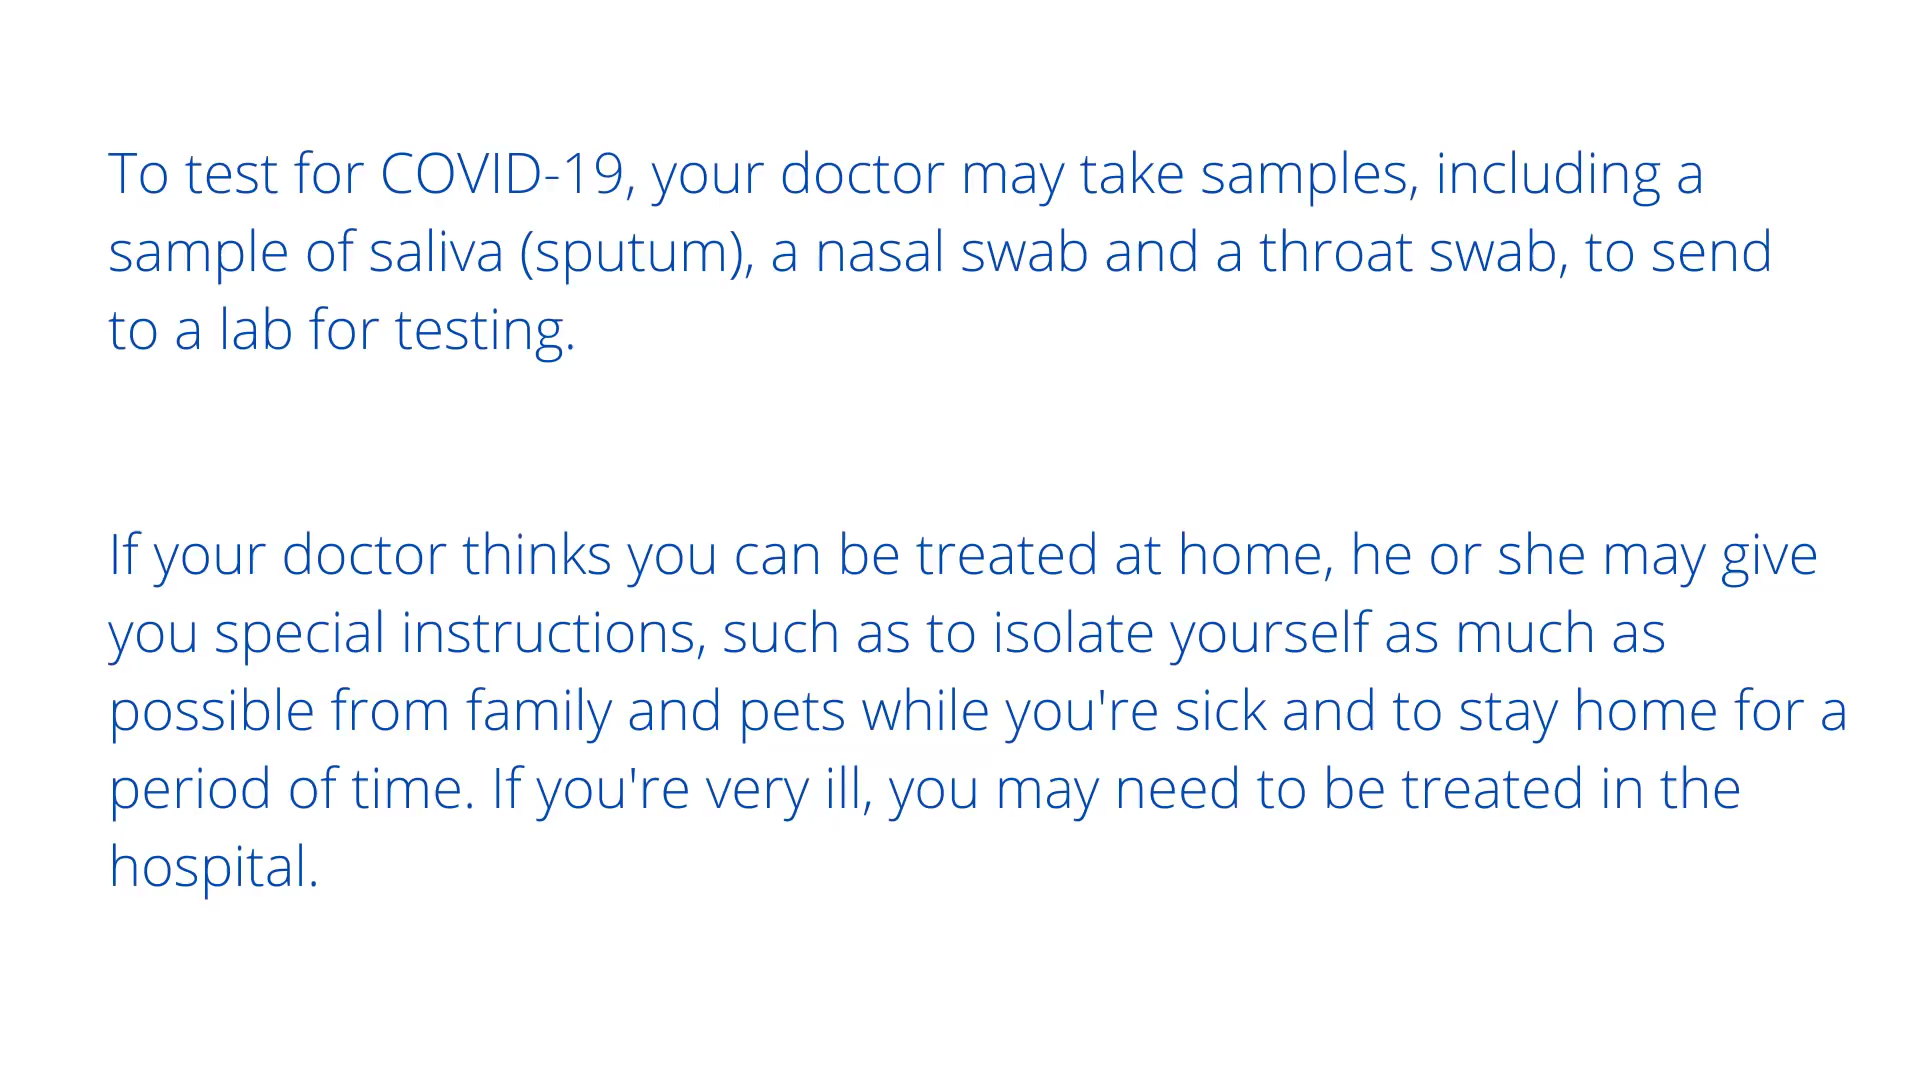 To test for COVID-19, your doctor may take samples, including a
sample of saliva (sputum), a nasal swab and a throat swab, to send
to a lab for testing.
If your doctor thinks you can be treated at home, he or she may give
you special instructions, such as to isolate yourself as much as
possible from family and pets while you're sick and to stay home for a
period of time. If you're very ill, you may need to be treated in the
hospital.